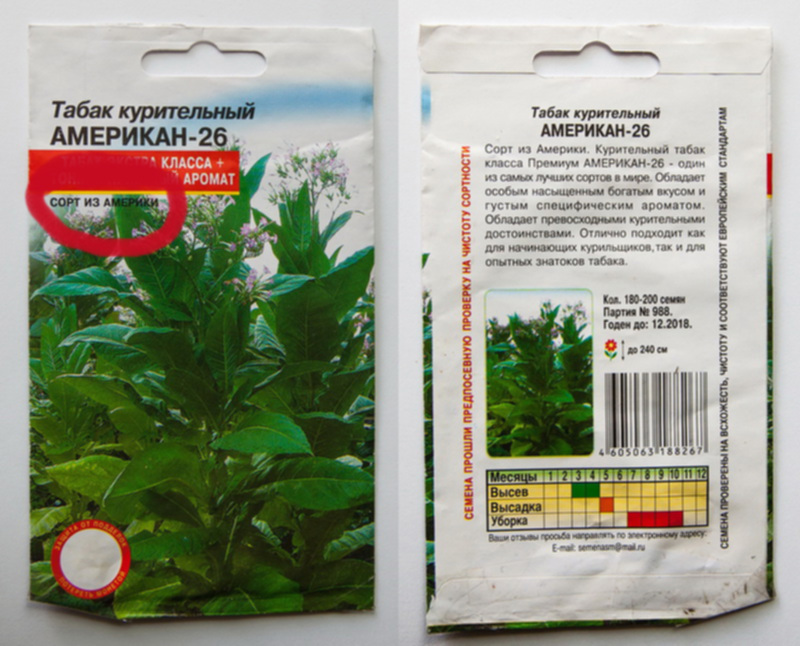 Табак курительный
АМЕРИКАН-26
КЛАССА +
АРОМАТ
СОРТ ИЗ АМЕРИКИ
ЗАЩИТА ОТ ПОДДЕЛКИ
Табак курительный
АМЕРИКАН-26
Сорт из Америки. Курительный табак
класса Премиум АМЕРИКАН-26 - один
из самых лучших сортов в мире. Обладает
особым насыщенным богатым вкусом и
густым специфическим ароматом.
Обладает превосходными курительными
достоинствами. Отлично подходит как
для начинающих курильщиков,так и для
опытных знатоков табака.
СЕМЕНА ПРОШЛИ ПРЕДПОСЕВНУЮ ПРОВЕРКУ НА ЧИСТОТУ СОРТНОСТИ
Кол. 180-200 семян
Партия № 988.
Годен до: 12.2018.
до 240 см
4 605063 188267
Месяцы 1 2 3 4 5 6 7 8 9 10 11 12
Высев
Высадка
Уборка
Ваши отзывы просьба направлять по электронному адресу:
E-mail: semenasm@mail.ru
СЕМЕНА ПРОВЕРЕНЫ НА ВСХОЖЕСТЬ, ЧИСТОТУ И СООТВЕТСТВУЮТ ЕВРОПЕЙСКИМ СТАНДАРТАМ